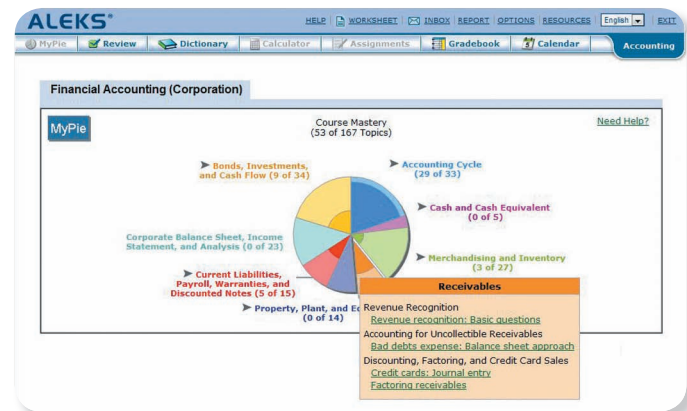 ALEKS®
HELP WORKSHEET INBOX REPORT OPTIONS RESOURCES English EXIT
MyPie Review Dictionary Calculator Assignments Gradebook Calendar Accounting
Financial Accounting (Corporation)
MyPie
Course Mastery
(53 of 167 Topics)
Need Help?
Bonds, Investments,
and Cash Flow (9 of 34)
Accounting Cycle
(29 of 33)
Cash and Cash Equivalent
(0 of 5)
Corporate Balance Sheet, Income
Statement, and Analysis (0 of 23)
Merchandising and Inventory
(3 of 27)
Current Liabilities,
Payroll, Warranties, and
Discounted Notes (5 of 15)
Property, Plant, and Eq
(0 of 14)
Receivables
Revenue Recognition
Revenue recognition: Basic questions
Accounting for Uncollectible Receivables
Bad debts expense: Balance sheet approach
Discounting, Factoring, and Credit Card Sales
Credit cards: Journal entry
Factoring receivables